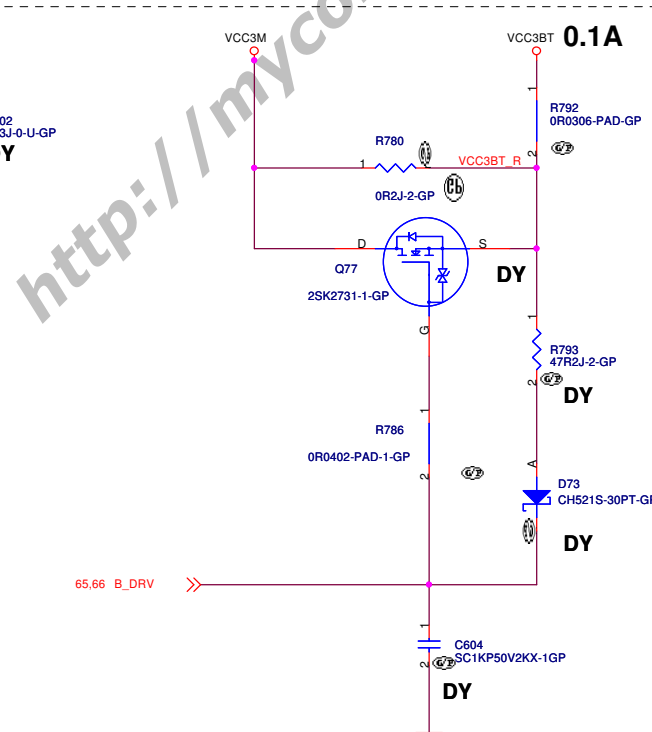 VCC3M
VCC3BT
0.1A
http://myco
02
3J-0-U-GP
Y
1
R792
0R0306-PAD-GP
2
G/P
R780
1
VCC3BT_R
0R2J-2-GP
D
S
Q77
2SK2731-1-GP
DY
G
1
R793
47R2J-2-GP
2
G/P
DY
1
R786
0R0402-PAD-1-GP
2
G/P
A
D73
CH521S-30PT-GP
DY
65,66 B_DRV
1
C604
SC1KP50V2KX-1GP
2
G/P
DY